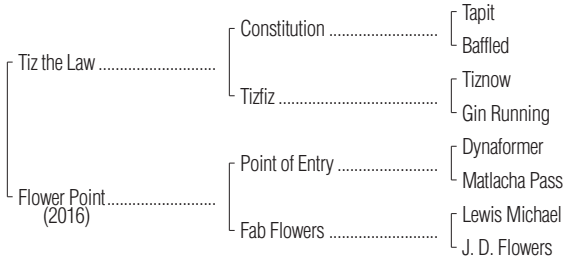 Tapit
Constitution
Baffled
Tiz the Law
Tiznow
Tizfiz
Gin Running
Dynaformer
Point of Entry
Matlacha Pass
Flower Point
(2016)
Lewis Michael
Fab Flowers
J. D. Flowers